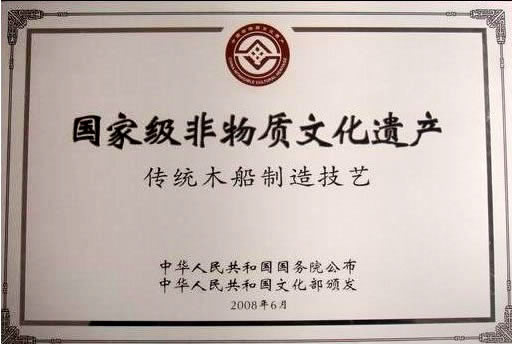 国家级非物质文化遗产
传统木船制造技艺
中华人民共和国国务院公布
中华人民共和国文化部颁发
2008年6月